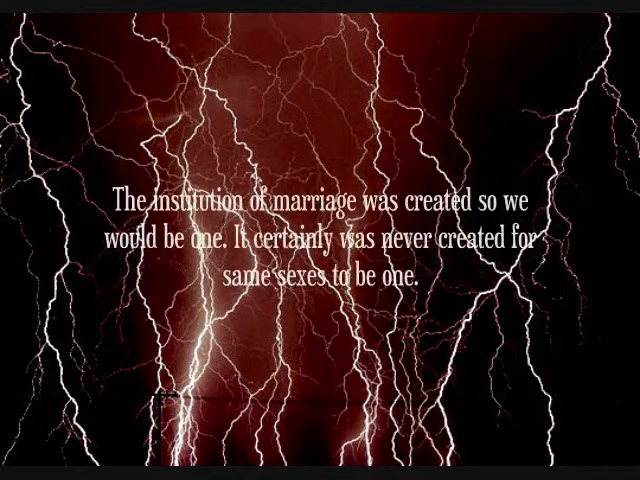 The institution of marriage was created so we
would be one. It certainly was never created for
same sexes to be one.